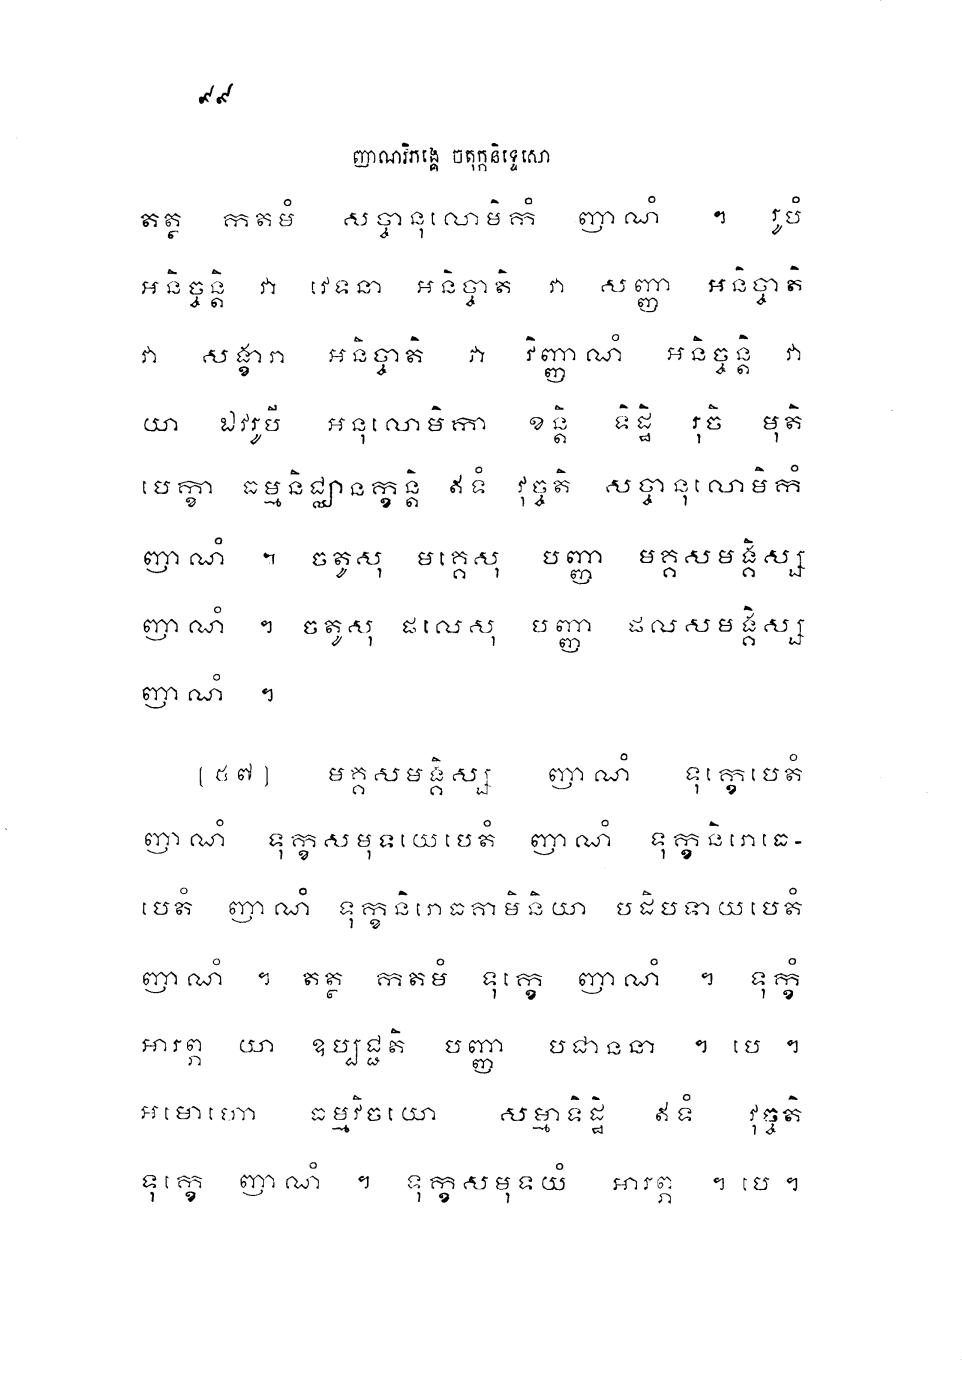 ៩៩
ញាណវិភង្គេ ចតុក្កនិទ្ទេសោ
តត្ថ កតមំ សច្ចានុលោមិកំ ញាណំ ។ រូបំ
អនិច្ចន្តិ វា វេទនា អនិច្ចាតិ វា សញ្ញា អនិច្ចាតិ
វា សង្ខារា អនិច្ចាតិ វា វិញ្ញាណំ អនិច្ចន្តិ វា
យា ឯវរូបី អនុលោមិកា ខន្តិ ទិដ្ឋិ រុចិ មុតិ
បេក្ខា ធម្មនិជ្ឈានក្ខន្តិ ឥទំ វុច្ចតិ សច្ចានុលោមិកំ
ញាណំ ។ ចតូសុ មគ្គេសុ បញ្ញា មគ្គសមង្គិស្ស
ញាណំ ។ ចតូសុ ផលេសុ បញ្ញា ផលសមង្គិស្ស
ញាណំ ។
(៥៧) មគ្គសមង្គិស្ស ញាណំ ទុក្ខេបេតំ
ញាណំ ទុក្ខសមុទយេបេតំ ញាណំ ទុក្ខនិរោធេ-
បេតំ ញាណំ ទុក្ខនិរោធគាមិនិយា បដិបទាយបេតំ
ញាណំ ។ តត្ថ កតមំ ទុក្ខេ ញាណំ ។ ទុក្ខំ
អារព្ភ យា ឧប្បជ្ជតិ បញ្ញា បជាននា ។ បេ ។
អមោហោ ធម្មវិចយោ សម្មាទិដ្ឋិ ឥទំ វុច្ចតិ
ទុក្ខេ ញាណំ ។ ទុក្ខសមុទយំ អារព្ភ ។ បេ ។